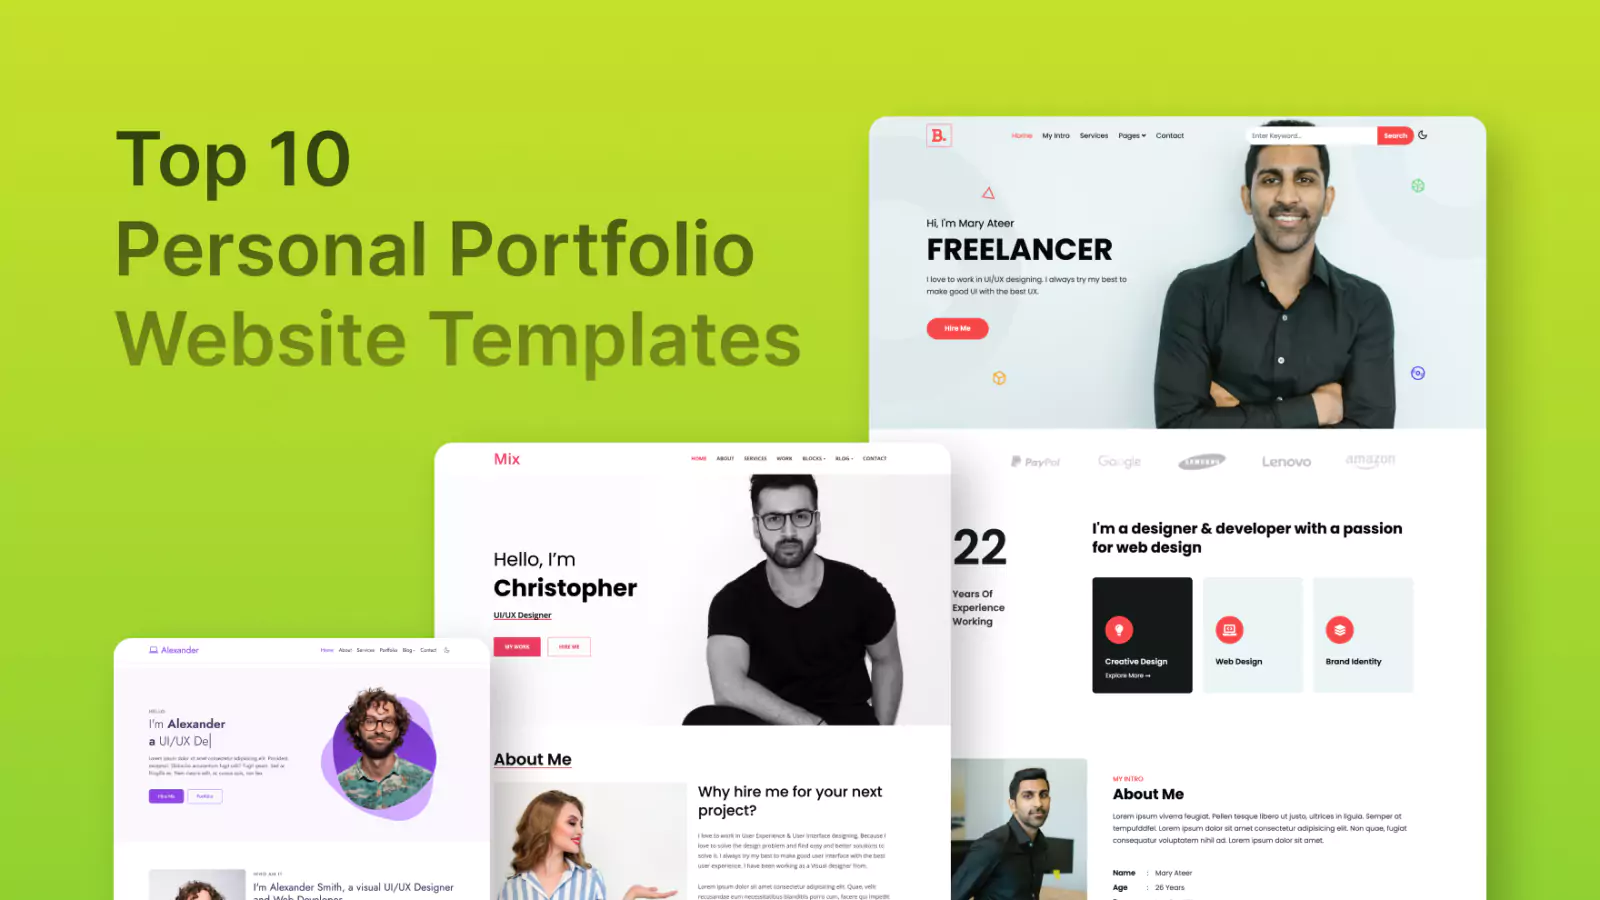 Top 10
Personal Portfolio
Website Templates
B.
Home My Intro Services Pages Contact
Enter Keyword...
Search
Hi, I'm Mary Ateer
FREELANCER
I love to work in UI/UX designing. I always try my best to
make good UI with the best UX.
Hire Me
PayPal Google SAMSUNG Lenovo amazon
22
Years Of
Experience
Working
I'm a designer & developer with a passion
for web design
Creative Design
Explore More
Web Design
Brand Identity
MY INTRO
About Me
Lorem ipsum viverra feugiat. Pellen tesque libero ut justo, ultrices in ligula. Semper at
tempufddfel. Lorem ipsum dolor sit amet consectetur adipisicing elit. Non quae, fugiat
consequatur voluptatem nihil ad. Lorem ipsum dolor sit amet.
Name : Mary Ateer
Age : 26 Years
Mix
HOME ABOUT SERVICES WORK BLOCKS BLOG CONTACT
Hello, I'm
Christopher
UI/UX Designer
MY WORK
HIRE ME
About Me
Why hire me for your next
project?
I love to work in User Experience & User Interface designing. Because I
love to solve the design problem and find easy and better solutions to
solve it. I always try my best to make good user interface with the best
user experience. I have been working as a Visual designer from.
Lorem ipsum dolor sit amet consectetur adipisicing elit. Quae, velit
recusandae eum necessitatibus blanditiis porro cum, facere qui impedit
Alexander
Home About Services Portfolio Blog Contact
HELLO
I'm Alexander
a UI/UX De|
Lorem ipsum dolor sit amet consectetur adipisicing elit.
Hire Me
Portfolio
WHO AM I?
I'm Alexander Smith, a visual UI/UX Designer
and Web Developer